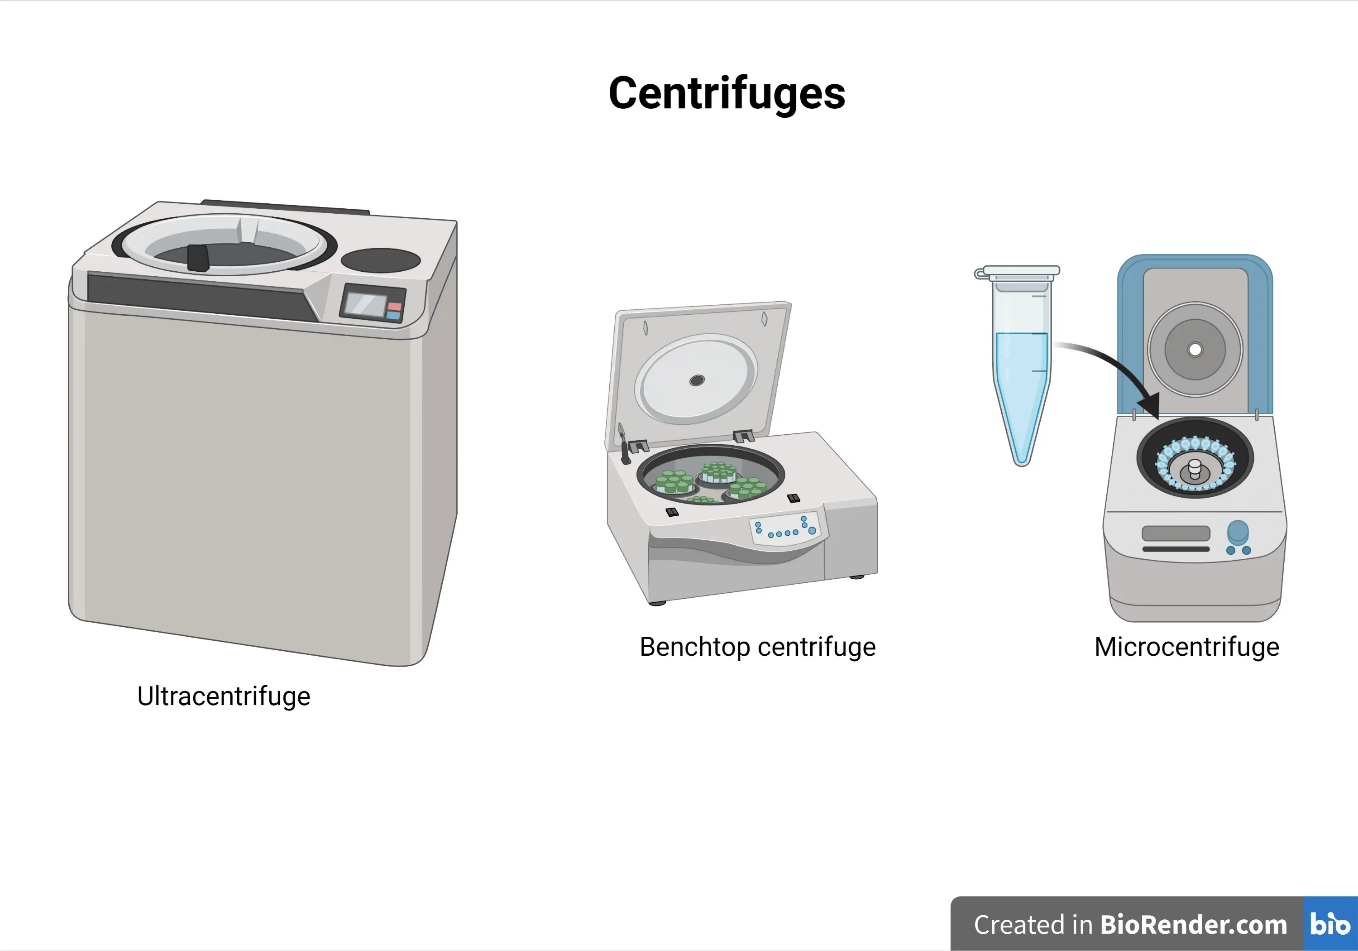 Centrifuges
Ultracentrifuge
Benchtop centrifuge
Microcentrifuge
Created in BioRender.com bio